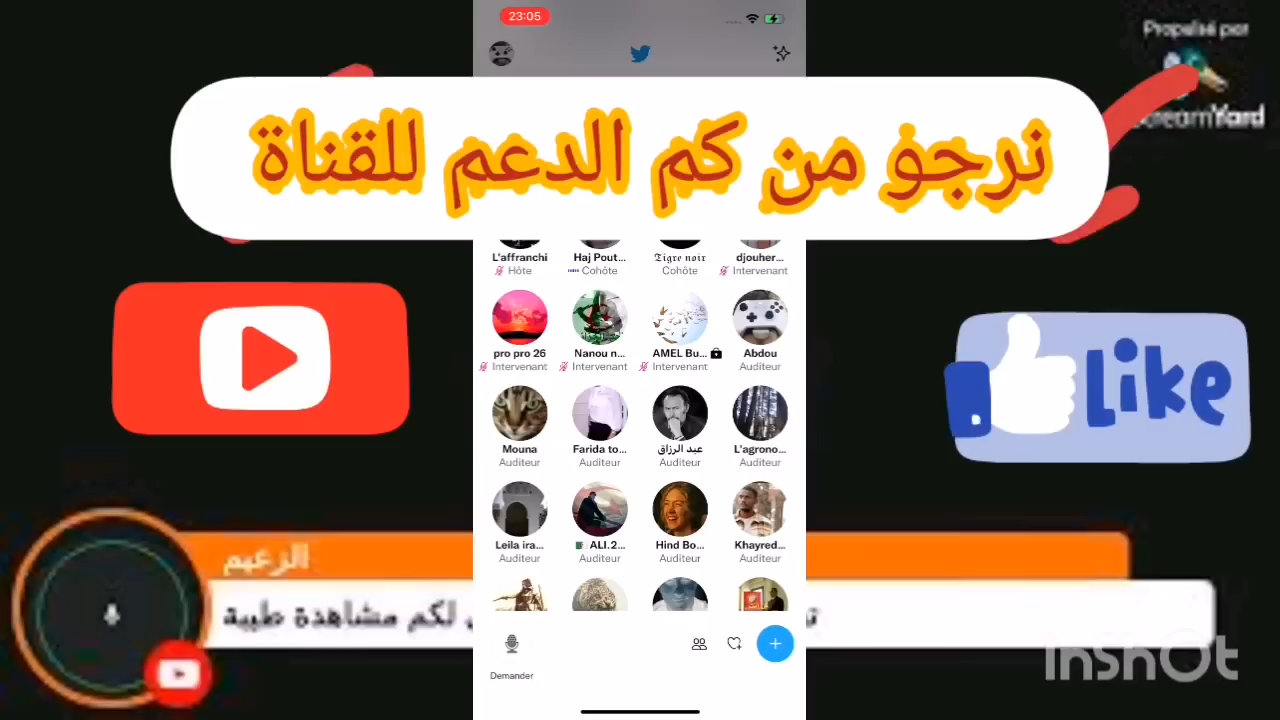 23:05
Propulsé par
StreamYard
نرجو من كم الدعم للقناة
L'affranchi Haj Pout... 𝔗𝔦𝔤𝔯𝔢 𝔫𝔬𝔦𝔯 djouher...
Hôte Cohôte Cohôte Intervenant
pro pro 26 Nanou n... AMEL Bu... Abdou
Intervenant Intervenant Intervenant Auditeur
Like
Mouna Farida to... عبد الرزاق L'agrono...
Auditeur Auditeur Auditeur Auditeur
Leila ira... ALI.2... Hind Bo... Khayred...
Auditeur Auditeur Auditeur Auditeur
الزعيم
لكم مشاهدة طيبة
Demander
InShOt